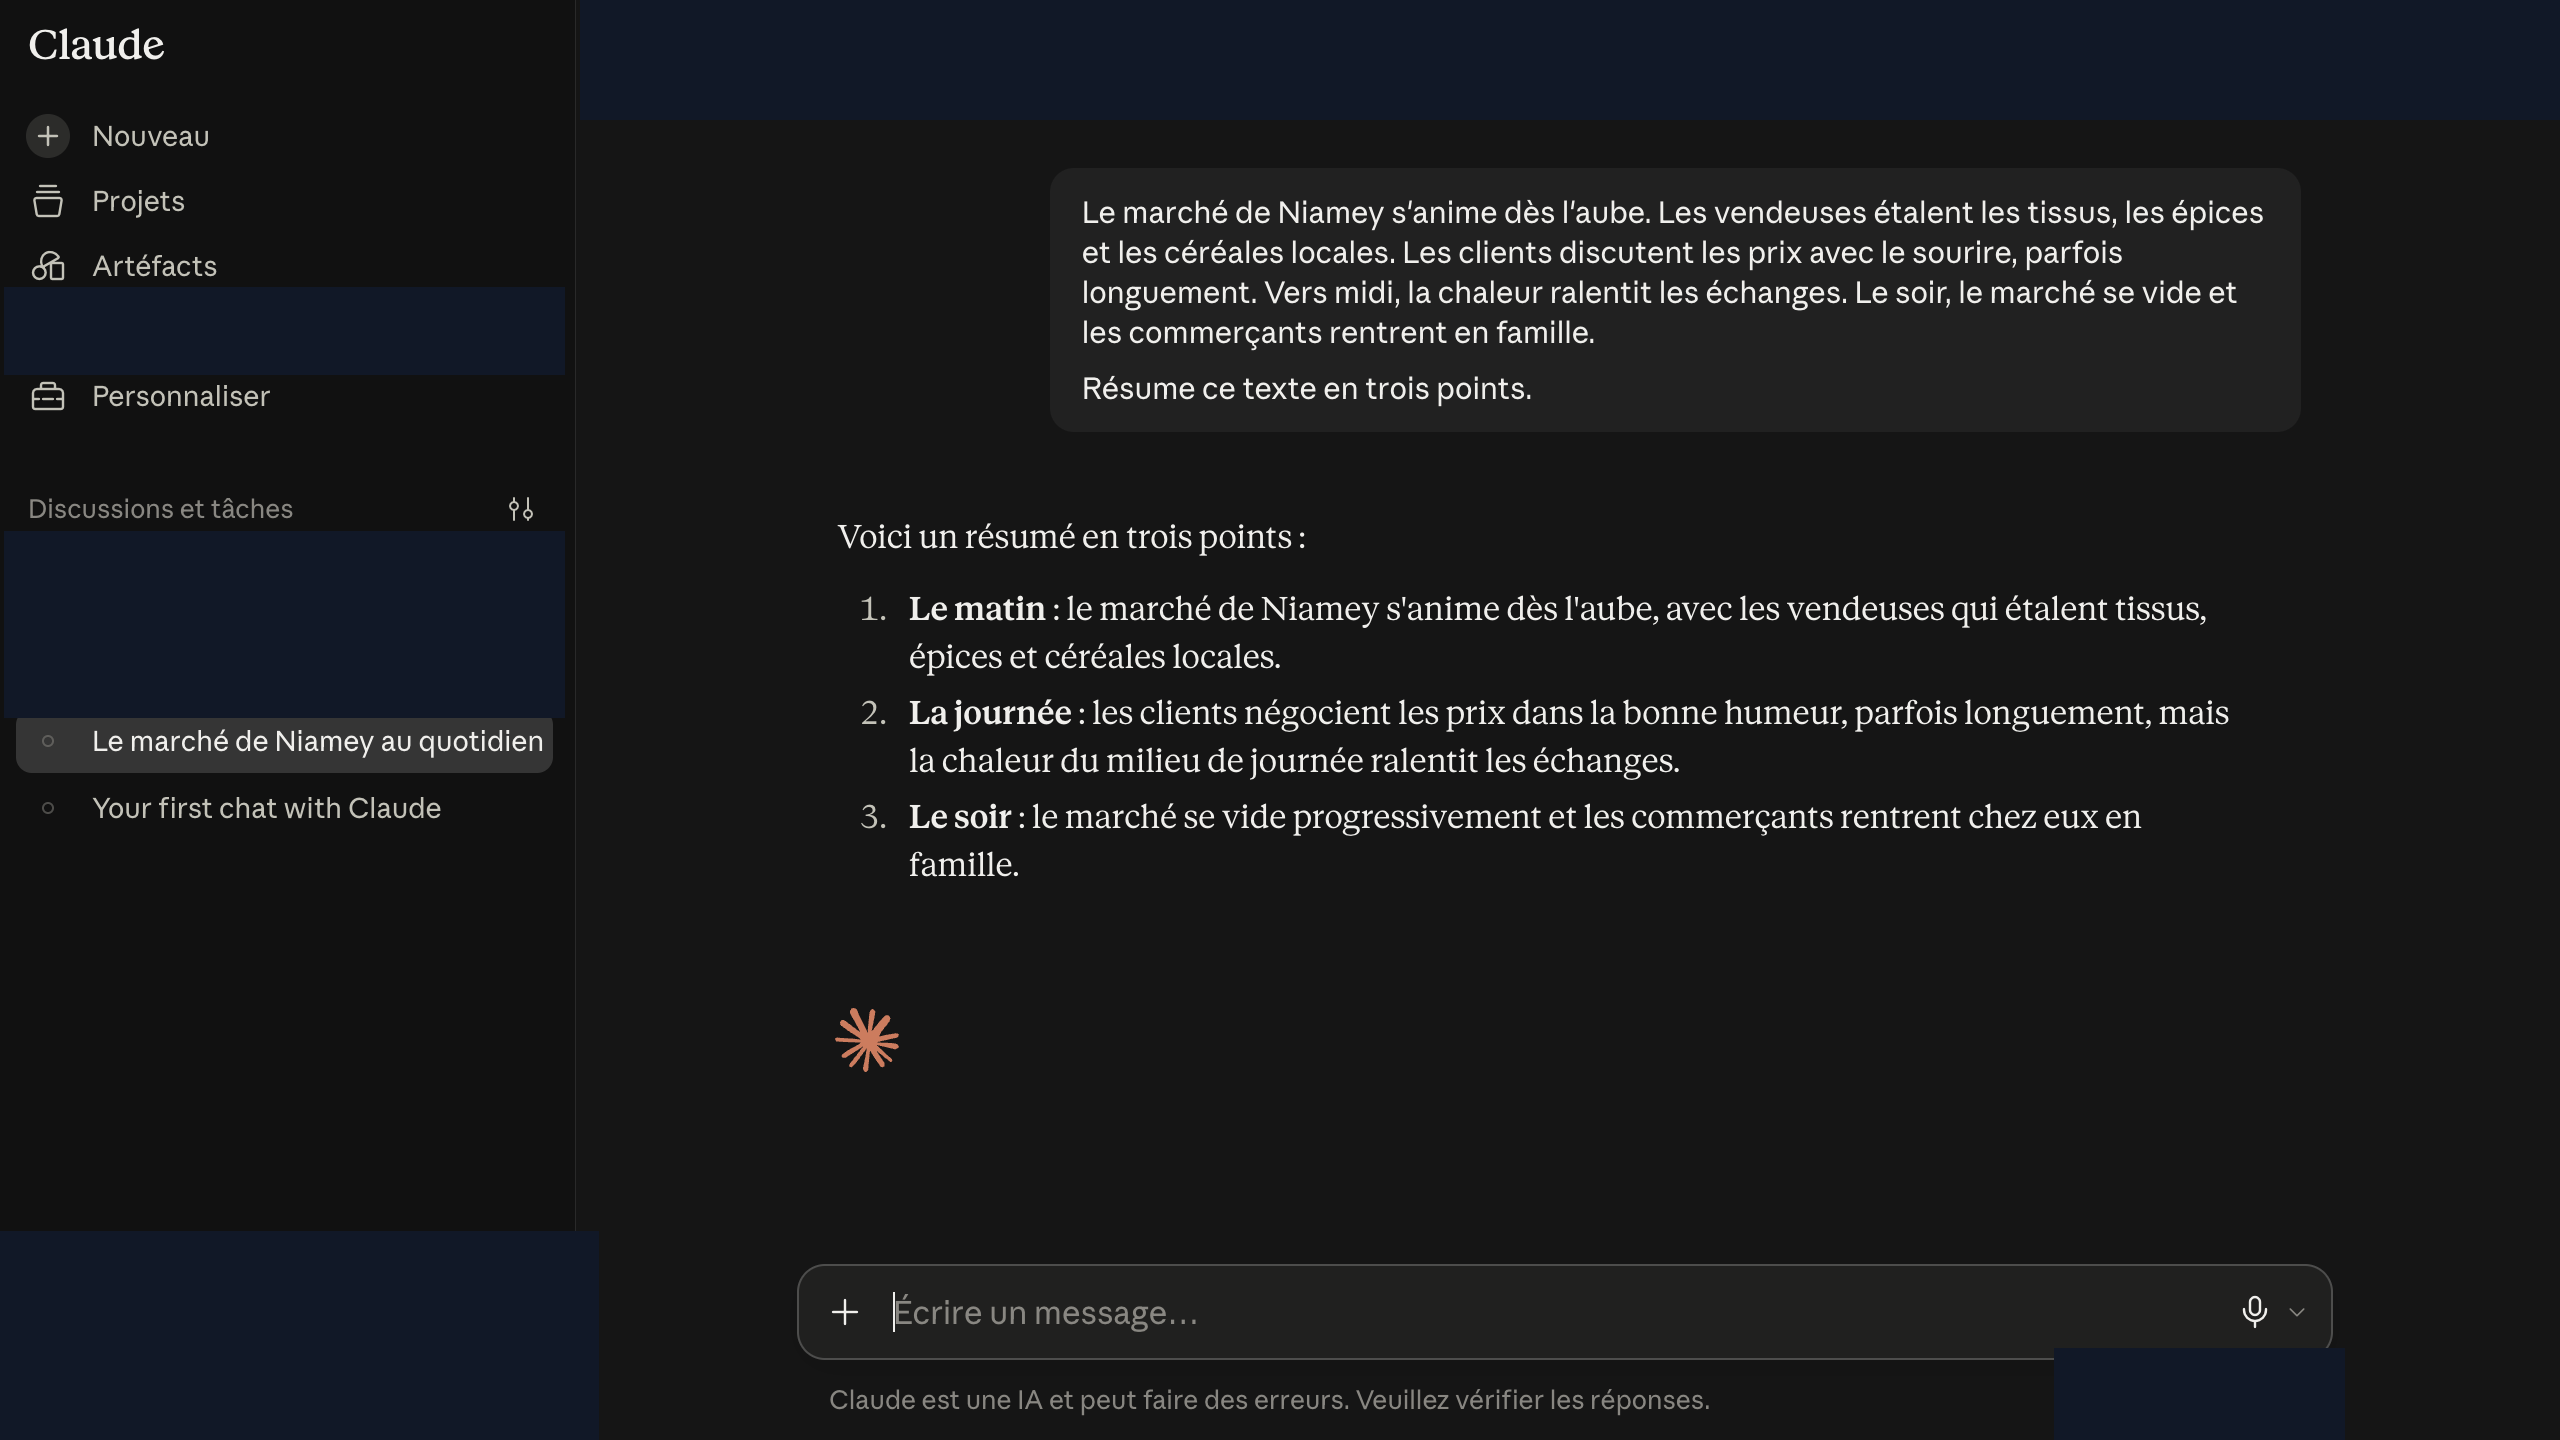 Claude
Nouveau
Projets
Artéfacts
Personnaliser
Discussions et tâches
Le marché de Niamey au quotidien
Your first chat with Claude
Le marché de Niamey s’anime dès l’aube. Les vendeuses étalent les tissus, les épices
et les céréales locales. Les clients discutent les prix avec le sourire, parfois
longuement. Vers midi, la chaleur ralentit les échanges. Le soir, le marché se vide et
les commerçants rentrent en famille.
Résume ce texte en trois points.
Voici un résumé en trois points :
1. Le matin : le marché de Niamey s'anime dès l'aube, avec les vendeuses qui étalent tissus,
épices et céréales locales.
2. La journée : les clients négocient les prix dans la bonne humeur, parfois longuement, mais
la chaleur du milieu de journée ralentit les échanges.
3. Le soir : le marché se vide progressivement et les commerçants rentrent chez eux en
famille.
Écrire un message…
Claude est une IA et peut faire des erreurs. Veuillez vérifier les réponses.